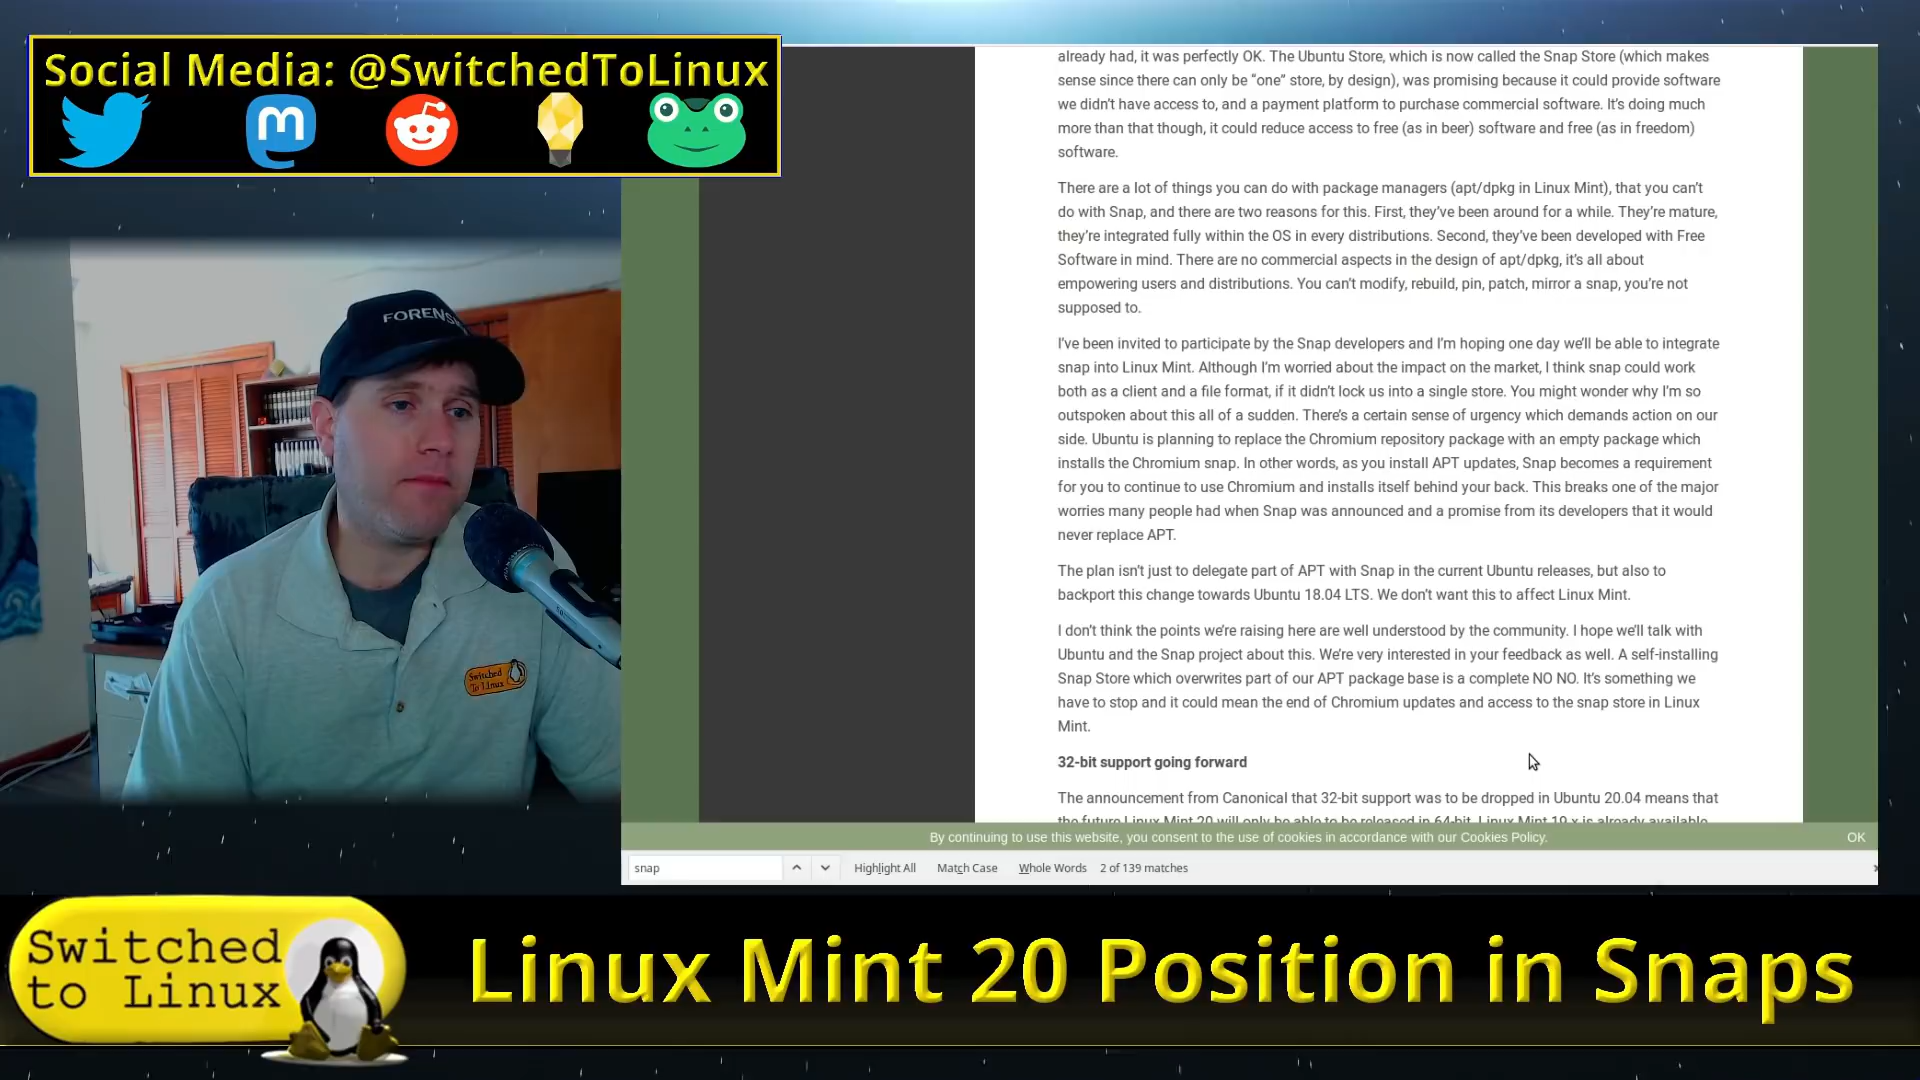 Social Media: @SwitchedToLinux
already had, it was perfectly OK. The Ubuntu Store, which is now called the Snap Store (which makes
sense since there can only be “one” store, by design), was promising because it could provide software
we didn’t have access to, and a payment platform to purchase commercial software. It’s doing much
more than that though, it could reduce access to free (as in beer) software and free (as in freedom)
software.
There are a lot of things you can do with package managers (apt/dpkg in Linux Mint), that you can’t
do with Snap, and there are two reasons for this. First, they’ve been around for a while. They’re mature,
they’re integrated fully within the OS in every distributions. Second, they’ve been developed with Free
Software in mind. There are no commercial aspects in the design of apt/dpkg, it’s all about
empowering users and distributions. You can’t modify, rebuild, pin, patch, mirror a snap, you’re not
supposed to.
I’ve been invited to participate by the Snap developers and I’m hoping one day we’ll be able to integrate
snap into Linux Mint. Although I’m worried about the impact on the market, I think snap could work
both as a client and a file format, if it didn’t lock us into a single store. You might wonder why I’m so
outspoken about this all of a sudden. There’s a certain sense of urgency which demands action on our
side. Ubuntu is planning to replace the Chromium repository package with an empty package which
installs the Chromium snap. In other words, as you install APT updates, Snap becomes a requirement
for you to continue to use Chromium and installs itself behind your back. This breaks one of the major
worries many people had when Snap was announced and a promise from its developers that it would
never replace APT.
The plan isn’t just to delegate part of APT with Snap in the current Ubuntu releases, but also to
backport this change towards Ubuntu 18.04 LTS. We don’t want this to affect Linux Mint.
I don’t think the points we’re raising here are well understood by the community. I hope we’ll talk with
Ubuntu and the Snap project about this. We’re very interested in your feedback as well. A self-installing
Snap Store which overwrites part of our APT package base is a complete NO NO. It’s something we
have to stop and it could mean the end of Chromium updates and access to the snap store in Linux
Mint.
32-bit support going forward
The announcement from Canonical that 32-bit support was to be dropped in Ubuntu 20.04 means that
the future Linux Mint 20 will only be able to be released in 64-bit. Linux Mint 19.x is already available
By continuing to use this website, you consent to the use of cookies in accordance with our Cookies Policy.
OK
snap
Highlight All
Match Case
Whole Words
2 of 139 matches
FORENS
Switched
To Linux
Switched
to Linux
Linux Mint 20 Position in Snaps